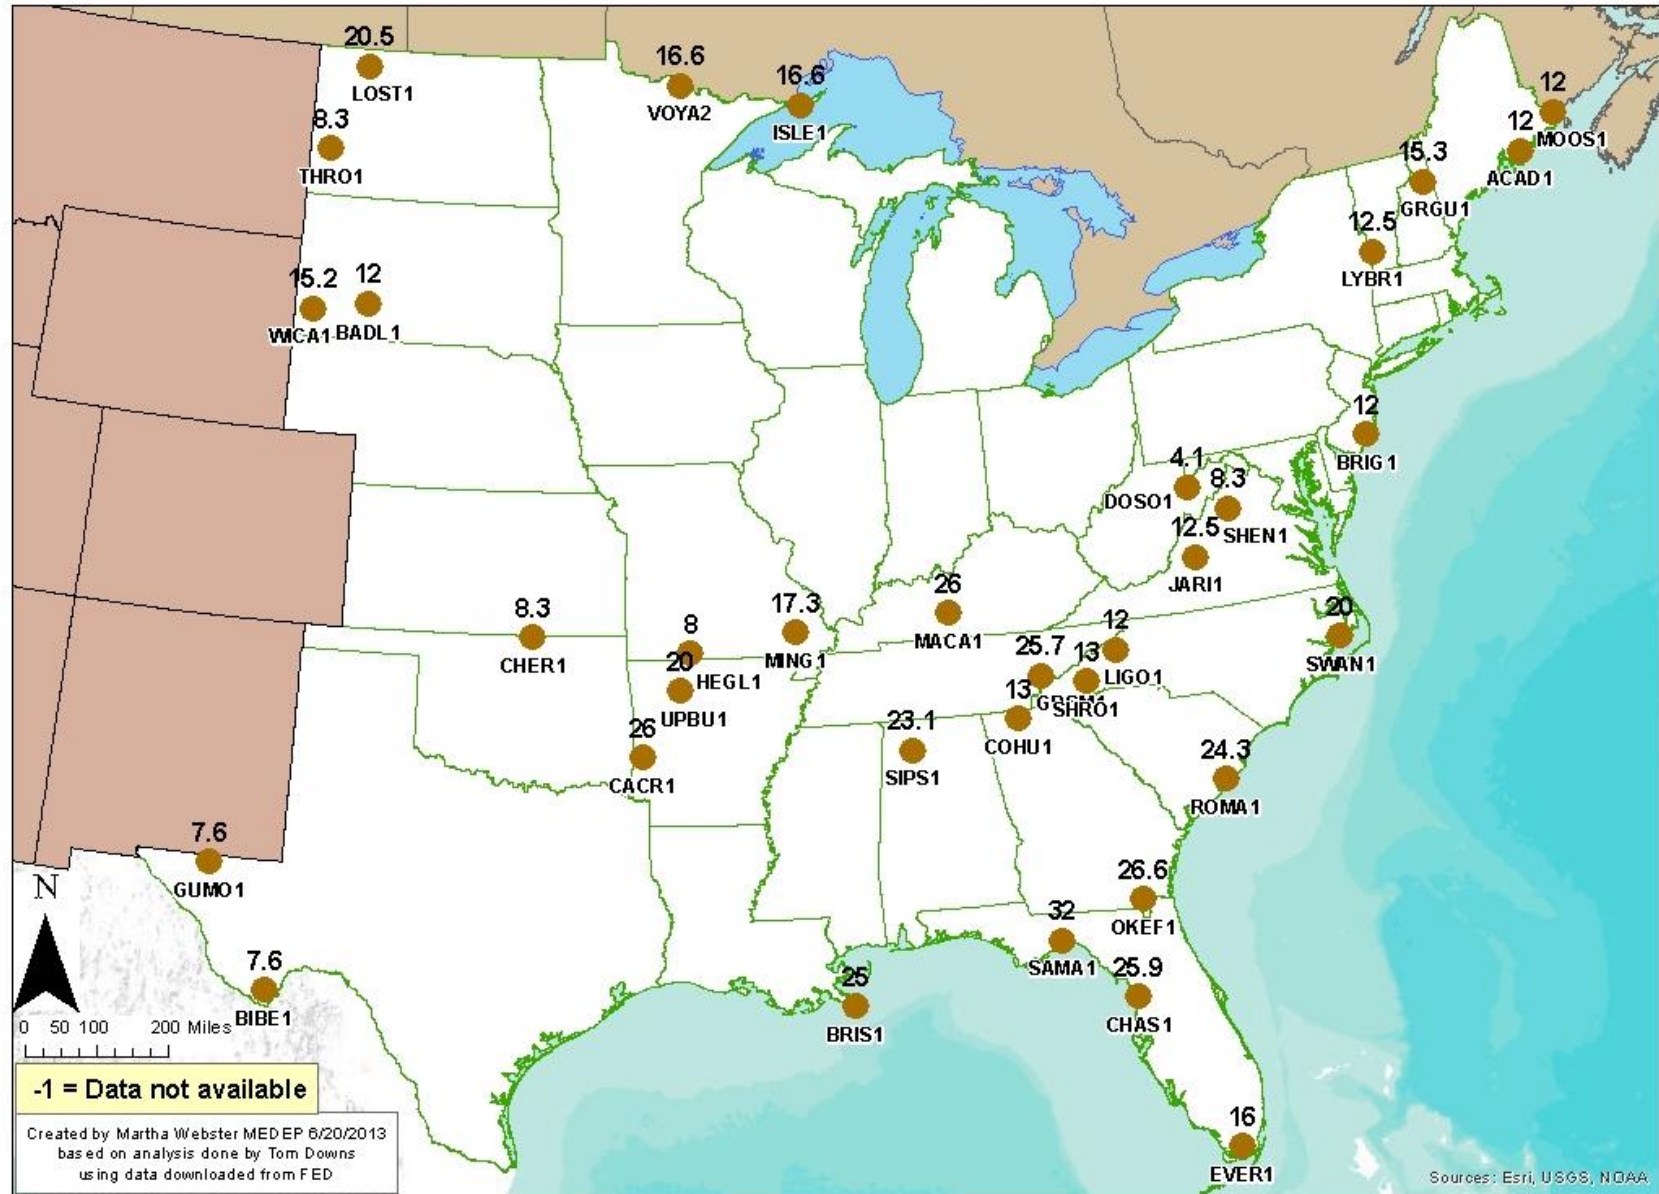 20.5
LOST1
16.6
VOYA2
16.6
ISLE1
12
MOOS1
12
ACAD1
8.3
THRO1
15.3
GRGU1
12.5
LYBR1
15.2
WICA1
12
BADL1
12
BRIG1
4.1
DOSO1
8.3
SHEN1
12.5
JARI1
8.3
CHER1
8
HEGL1
20
UPBU1
17.3
MING1
26
MACA1
25.7
13
SHRO1
12
LIGO1
20
SWAN1
13
COHU1
26
CACR1
23.1
SIPS1
24.3
ROMA1
7.6
GUMO1
26.6
OKEF1
32
SAMA1
25.9
CHAS1
7.6
BIBE1
25
BRIS1
16
EVER1
N
0 50 100 200 Miles
-1 = Data not available
Created by Martha Webster MEDEP 6/20/2013
based on analysis done by Tom Downs
using data downloaded from FED
Sources: Esri, USGS, NOAA